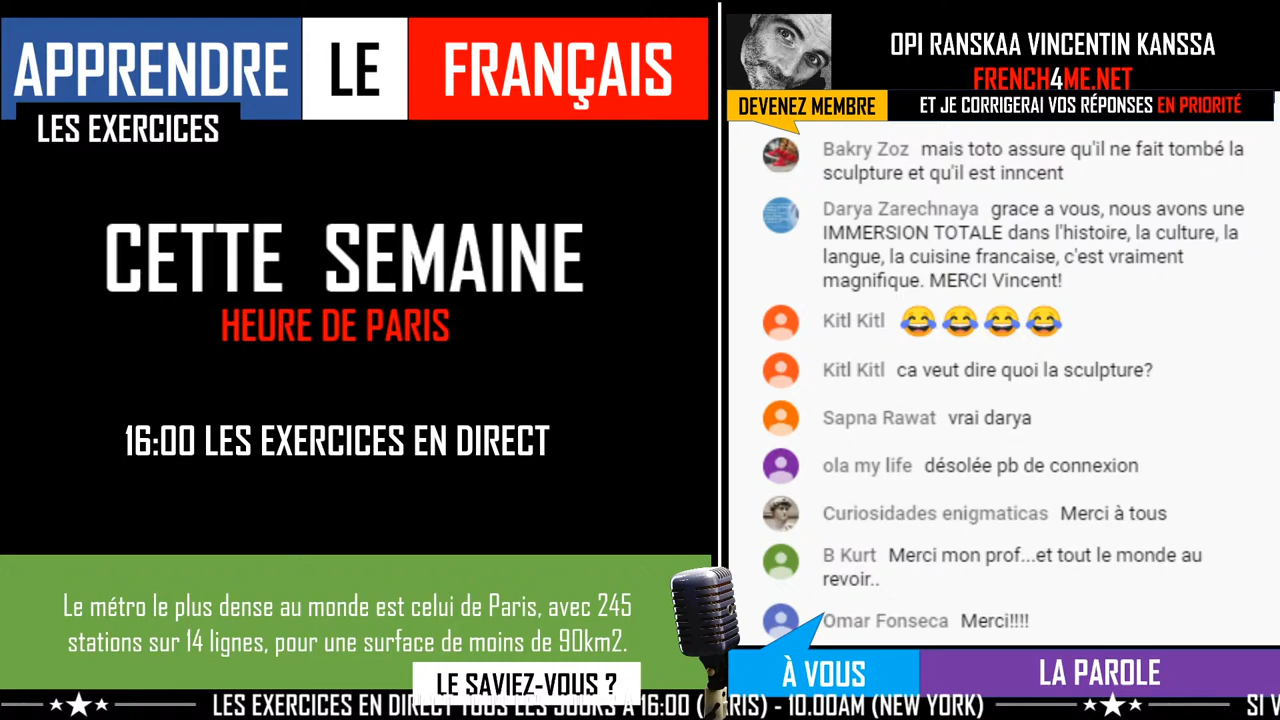 APPRENDRE LE FRANÇAIS
LES EXERCICES
CETTE SEMAINE
HEURE DE PARIS
16:00 LES EXERCICES EN DIRECT
Le métro le plus dense au monde est celui de Paris, avec 245
stations sur 14 lignes, pour une surface de moins de 90km2.
LE SAVIEZ-VOUS ?
OPI RANSKAA VINCENTIN KANSSA
FRENCH4ME.NET
DEVENEZ MEMBRE
ET JE CORRIGERAI VOS RÉPONSES EN PRIORITÉ
Bakry Zoz mais toto assure qu'il ne fait tombé la
sculpture et qu'il est inncent
Darya Zarechnaya grace a vous, nous avons une
IMMERSION TOTALE dans l'histoire, la culture, la
langue, la cuisine francaise, c'est vraiment
magnifique. MERCI Vincent!
Kitl Kitl 😂😂😂😂
Kitl Kitl ca veut dire quoi la sculpture?
Sapna Rawat vrai darya
ola my life désolée pb de connexion
Curiosidades enigmaticas Merci à tous
B Kurt Merci mon prof...et tout le monde au
revoir..
Omar Fonseca Merci!!!!
À VOUS LA PAROLE
LES EXERCICES EN DIRECT TOUS LES JOURS À 16:00 (PARIS) - 10.00AM (NEW YORK) SI V